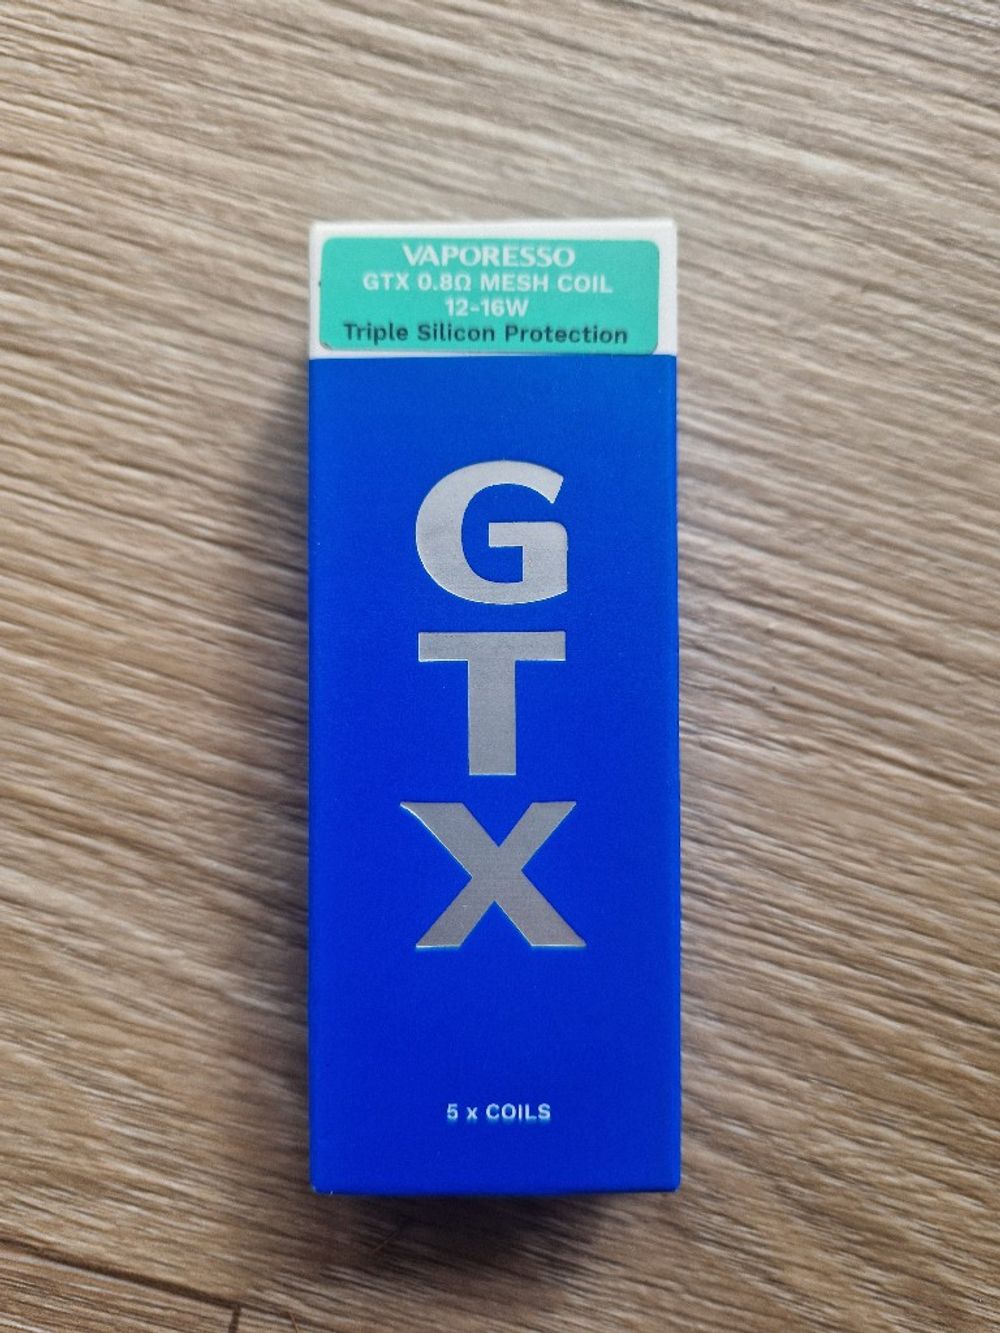 VAPORESSO
GTX 0.8Ω MESH COIL
12-16W
Triple Silicon Protection
G
T
X
5 x COILS